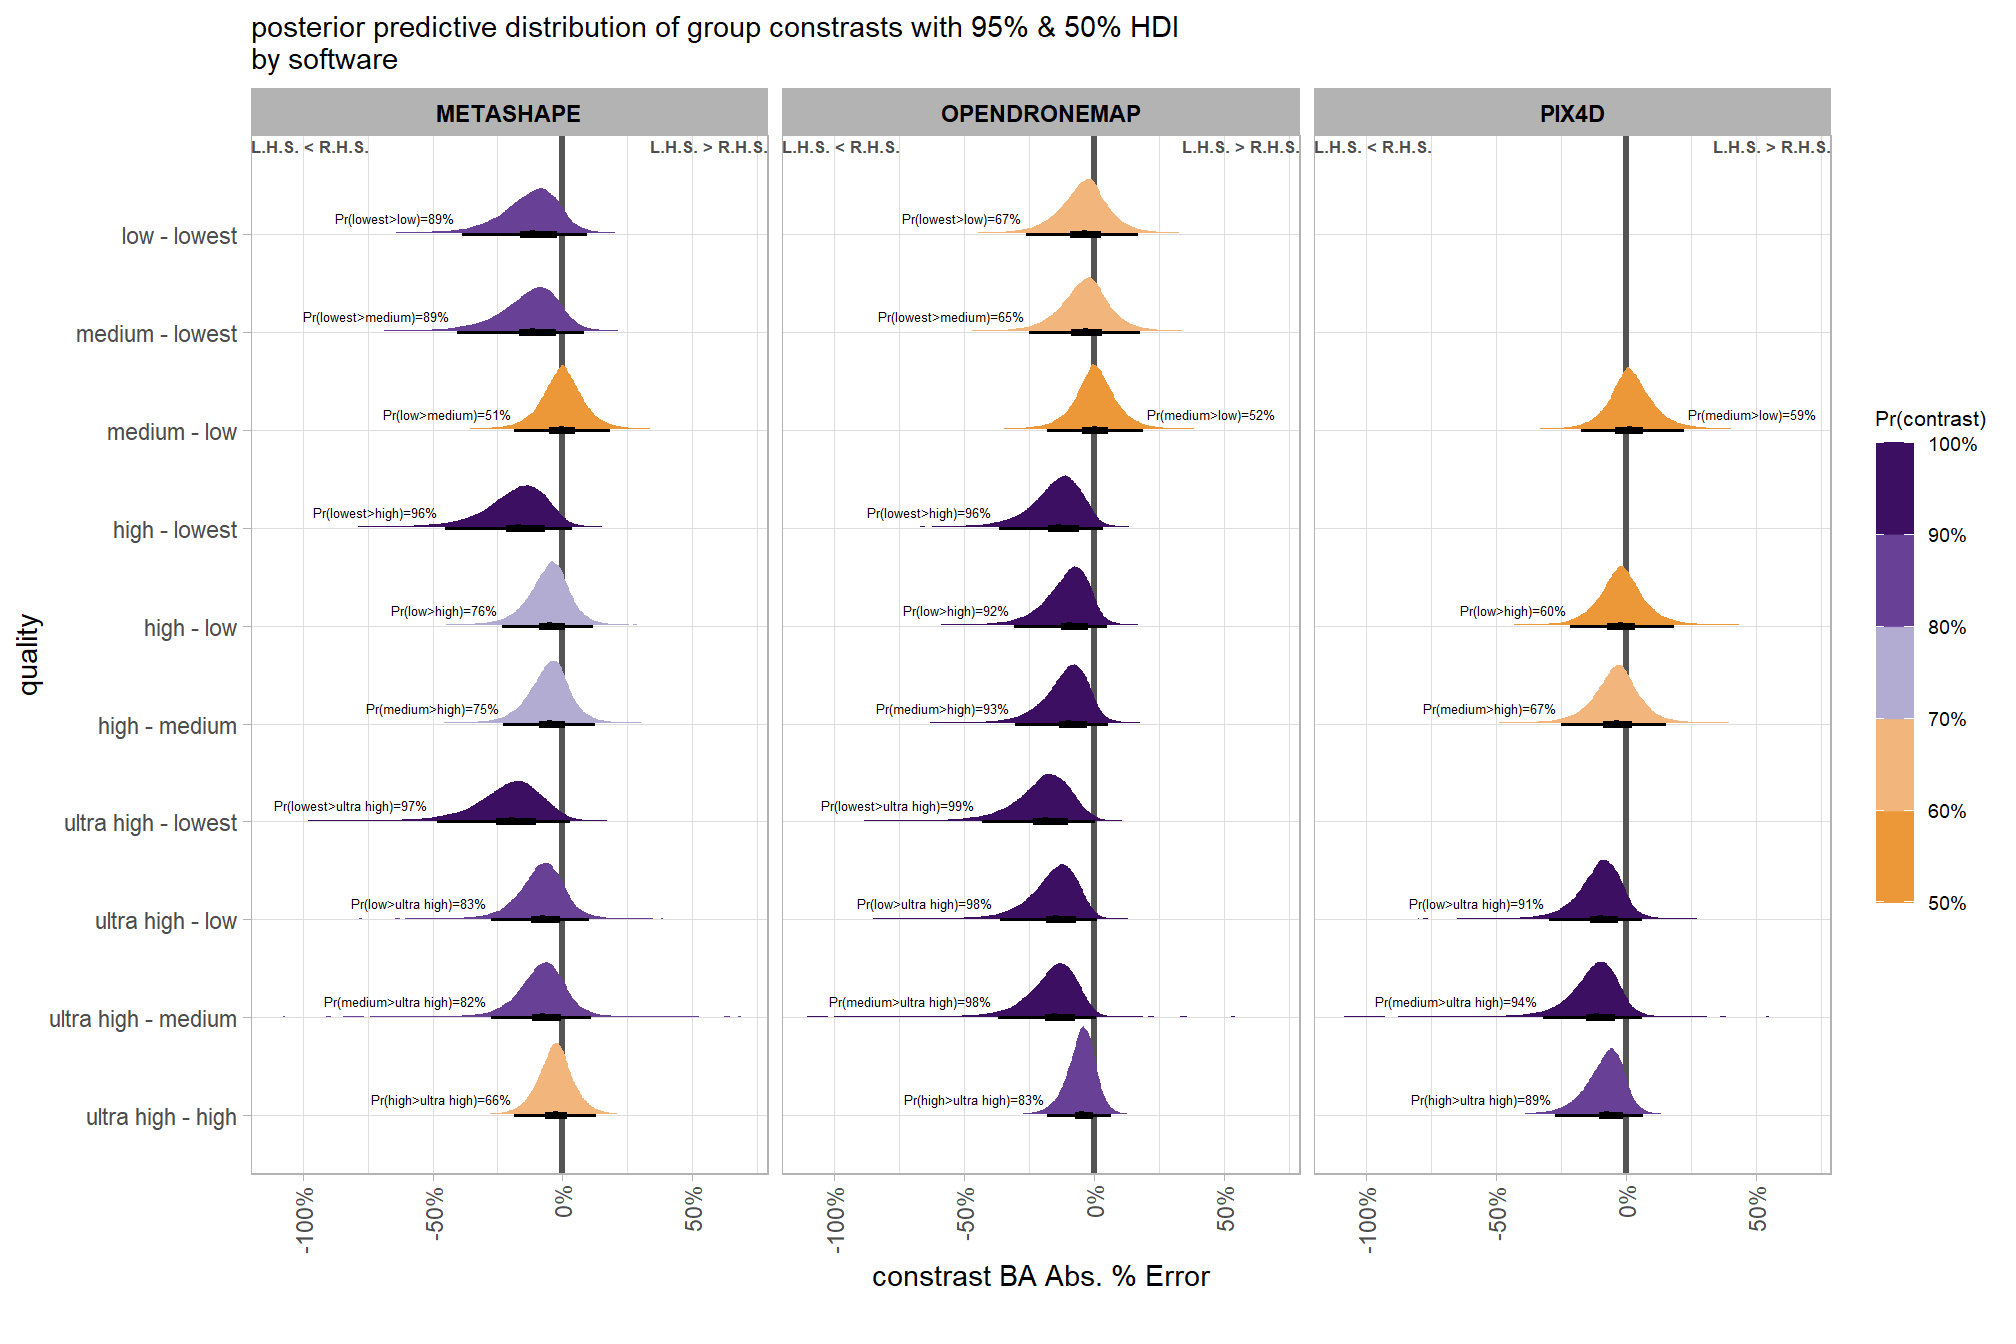 posterior predictive distribution of group constrasts with 95% & 50% HDI
by software
METASHAPE
OPENDRONEMAP
PIX4D
L.H.S. < R.H.S.
L.H.S. > R.H.S.
L.H.S. < R.H.S.
L.H.S. > R.H.S.
L.H.S. < R.H.S.
L.H.S. > R.H.S.
quality
low - lowest
Pr(lowest>low)=89%
Pr(lowest>low)=67%
medium - lowest
Pr(lowest>medium)=89%
Pr(lowest>medium)=65%
medium - low
Pr(low>medium)=51%
Pr(medium>low)=52%
Pr(medium>low)=59%
high - lowest
Pr(lowest>high)=96%
Pr(lowest>high)=96%
high - low
Pr(low>high)=76%
Pr(low>high)=92%
Pr(low>high)=60%
high - medium
Pr(medium>high)=75%
Pr(medium>high)=93%
Pr(medium>high)=67%
ultra high - lowest
Pr(lowest>ultra high)=97%
Pr(lowest>ultra high)=99%
ultra high - low
Pr(low>ultra high)=83%
Pr(low>ultra high)=98%
Pr(low>ultra high)=91%
ultra high - medium
Pr(medium>ultra high)=82%
Pr(medium>ultra high)=98%
Pr(medium>ultra high)=94%
ultra high - high
Pr(high>ultra high)=66%
Pr(high>ultra high)=83%
Pr(high>ultra high)=89%
-100%
-50%
0%
50%
-100%
-50%
0%
50%
-100%
-50%
0%
50%
constrast BA Abs. % Error
Pr(contrast)
100%
90%
80%
70%
60%
50%